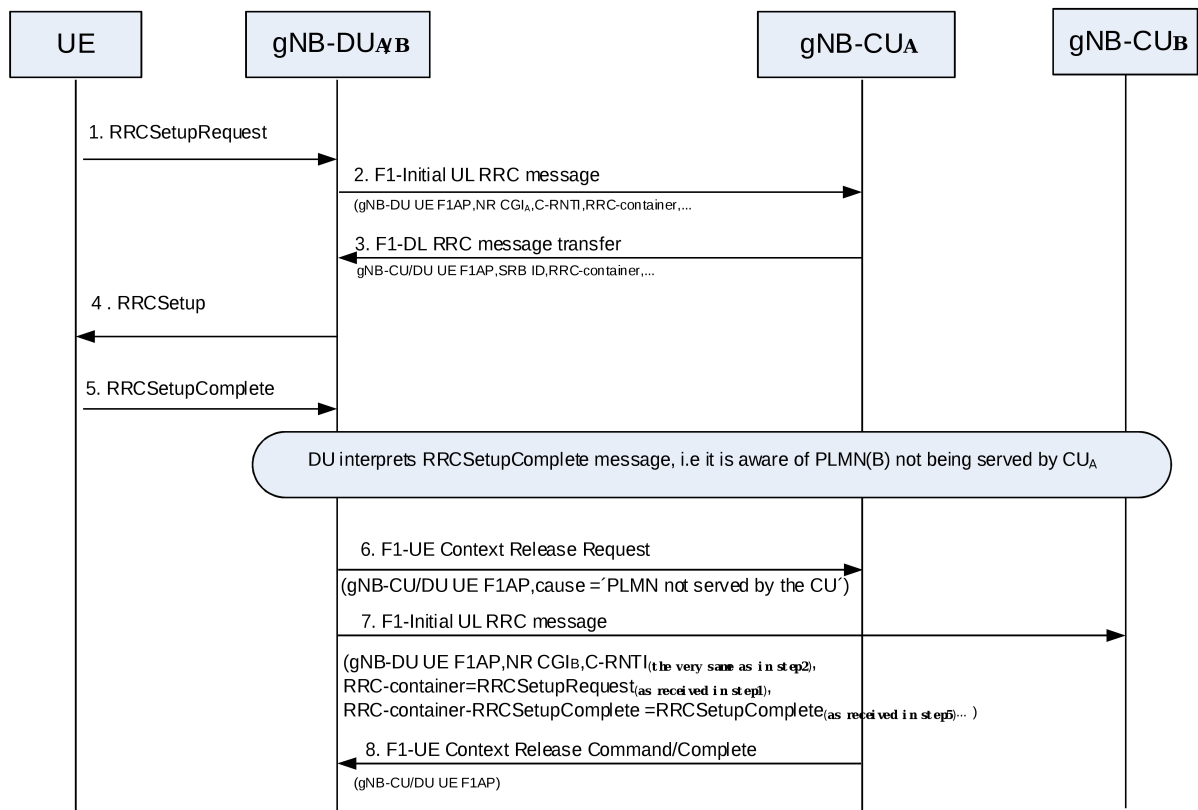 UE
gNB-DUA/B
gNB-CUA
gNB-CUB
1. RRCSetupRequest
2. F1-Initial UL RRC message
(gNB-DU UE F1AP,NR CGIA,C-RNTI,RRC-container,...
3. F1-DL RRC message transfer
gNB-CU/DU UE F1AP,SRB ID,RRC-container,...
4 . RRCSetup
5. RRCSetupComplete
DU interprets RRCSetupComplete message, i.e it is aware of PLMN(B) not being served by CUA
6. F1-UE Context Release Request
(gNB-CU/DU UE F1AP,cause =´PLMN not served by the CU´)
7. F1-Initial UL RRC message
(gNB-DU UE F1AP,NR CGIB,C-RNTI(the very same as in step2),
RRC-container=RRCSetupRequest(as received in step1),
RRC-container-RRCSetupComplete =RRCSetupComplete(as received in step5)... )
8. F1-UE Context Release Command/Complete
(gNB-CU/DU UE F1AP)